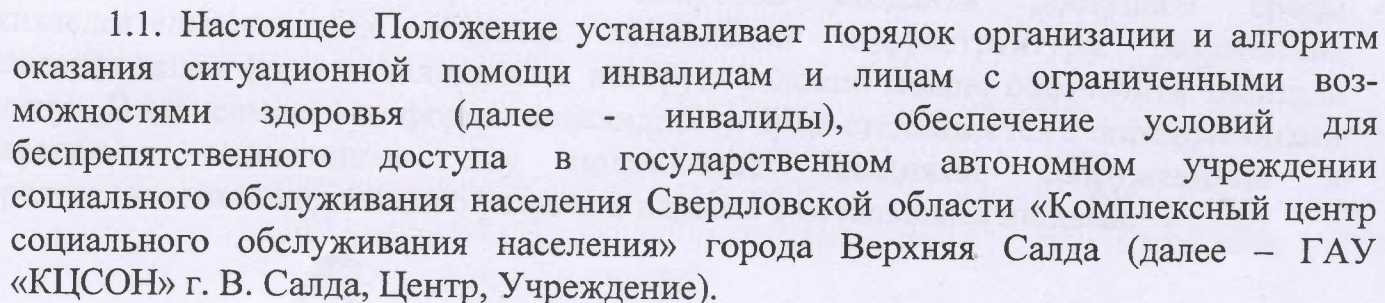 1.1. Настоящее Положение устанавливает порядок организации и алгоритм
оказания ситуационной помощи инвалидам и лицам с ограниченными воз-
можностями здоровья (далее - инвалиды), обеспечение условий для
беспрепятственного доступа в государственном автономном учреждении
социального обслуживания населения Свердловской области «Комплексный центр
социального обслуживания населения» города Верхняя Салда (далее – ГАУ
«КЦСОН» г. В. Салда, Центр, Учреждение).